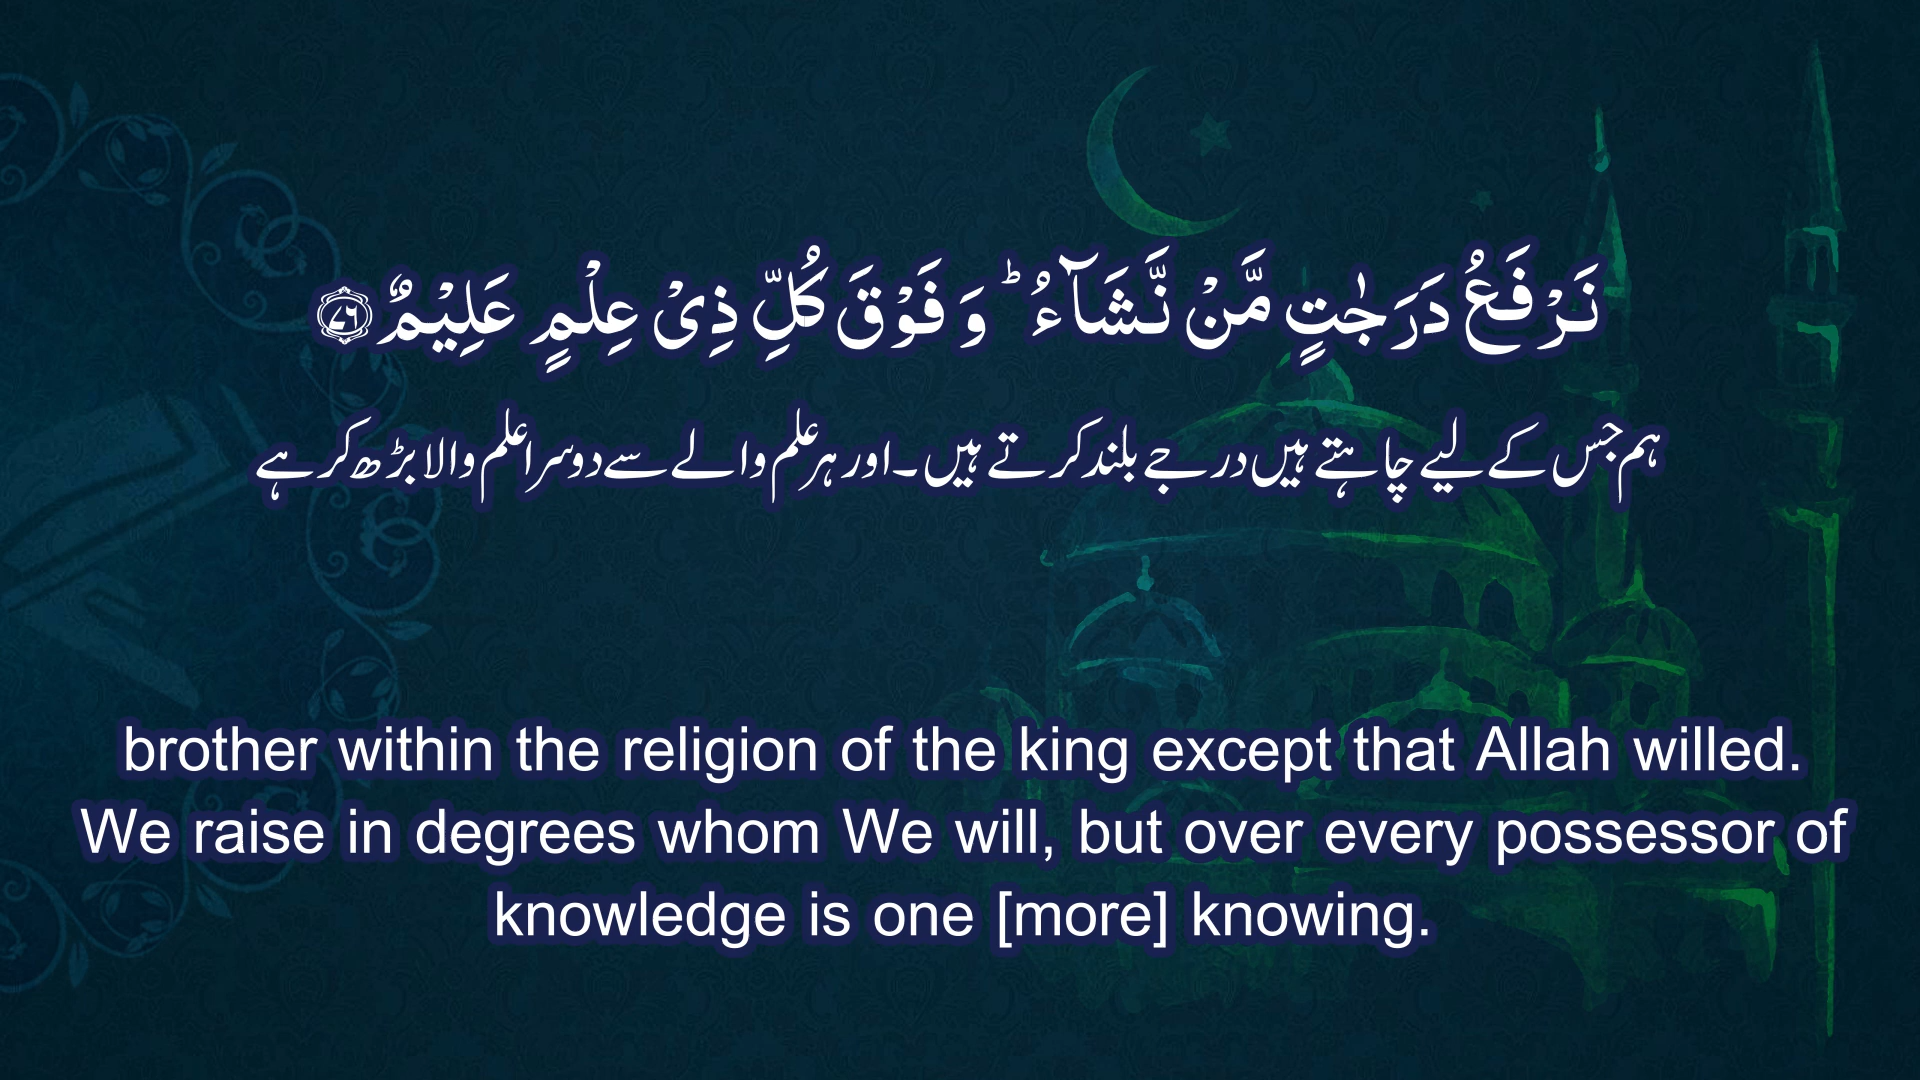 نَرْفَعُ دَرَجٰتٍ مَّنْ نَّشَآءُ ؕ وَ فَوْقَ كُلِّ ذِیْ عِلْمٍ عَلِیْمٌ ﴿۷۶﴾
ہم جس کے لیے چاہتے ہیں درجے بلند کرتے ہیں۔ اور ہر علم والے سے دوسرا علم والا بڑھ کر ہے
brother within the religion of the king except that Allah willed.
We raise in degrees whom We will, but over every possessor of
knowledge is one [more] knowing.